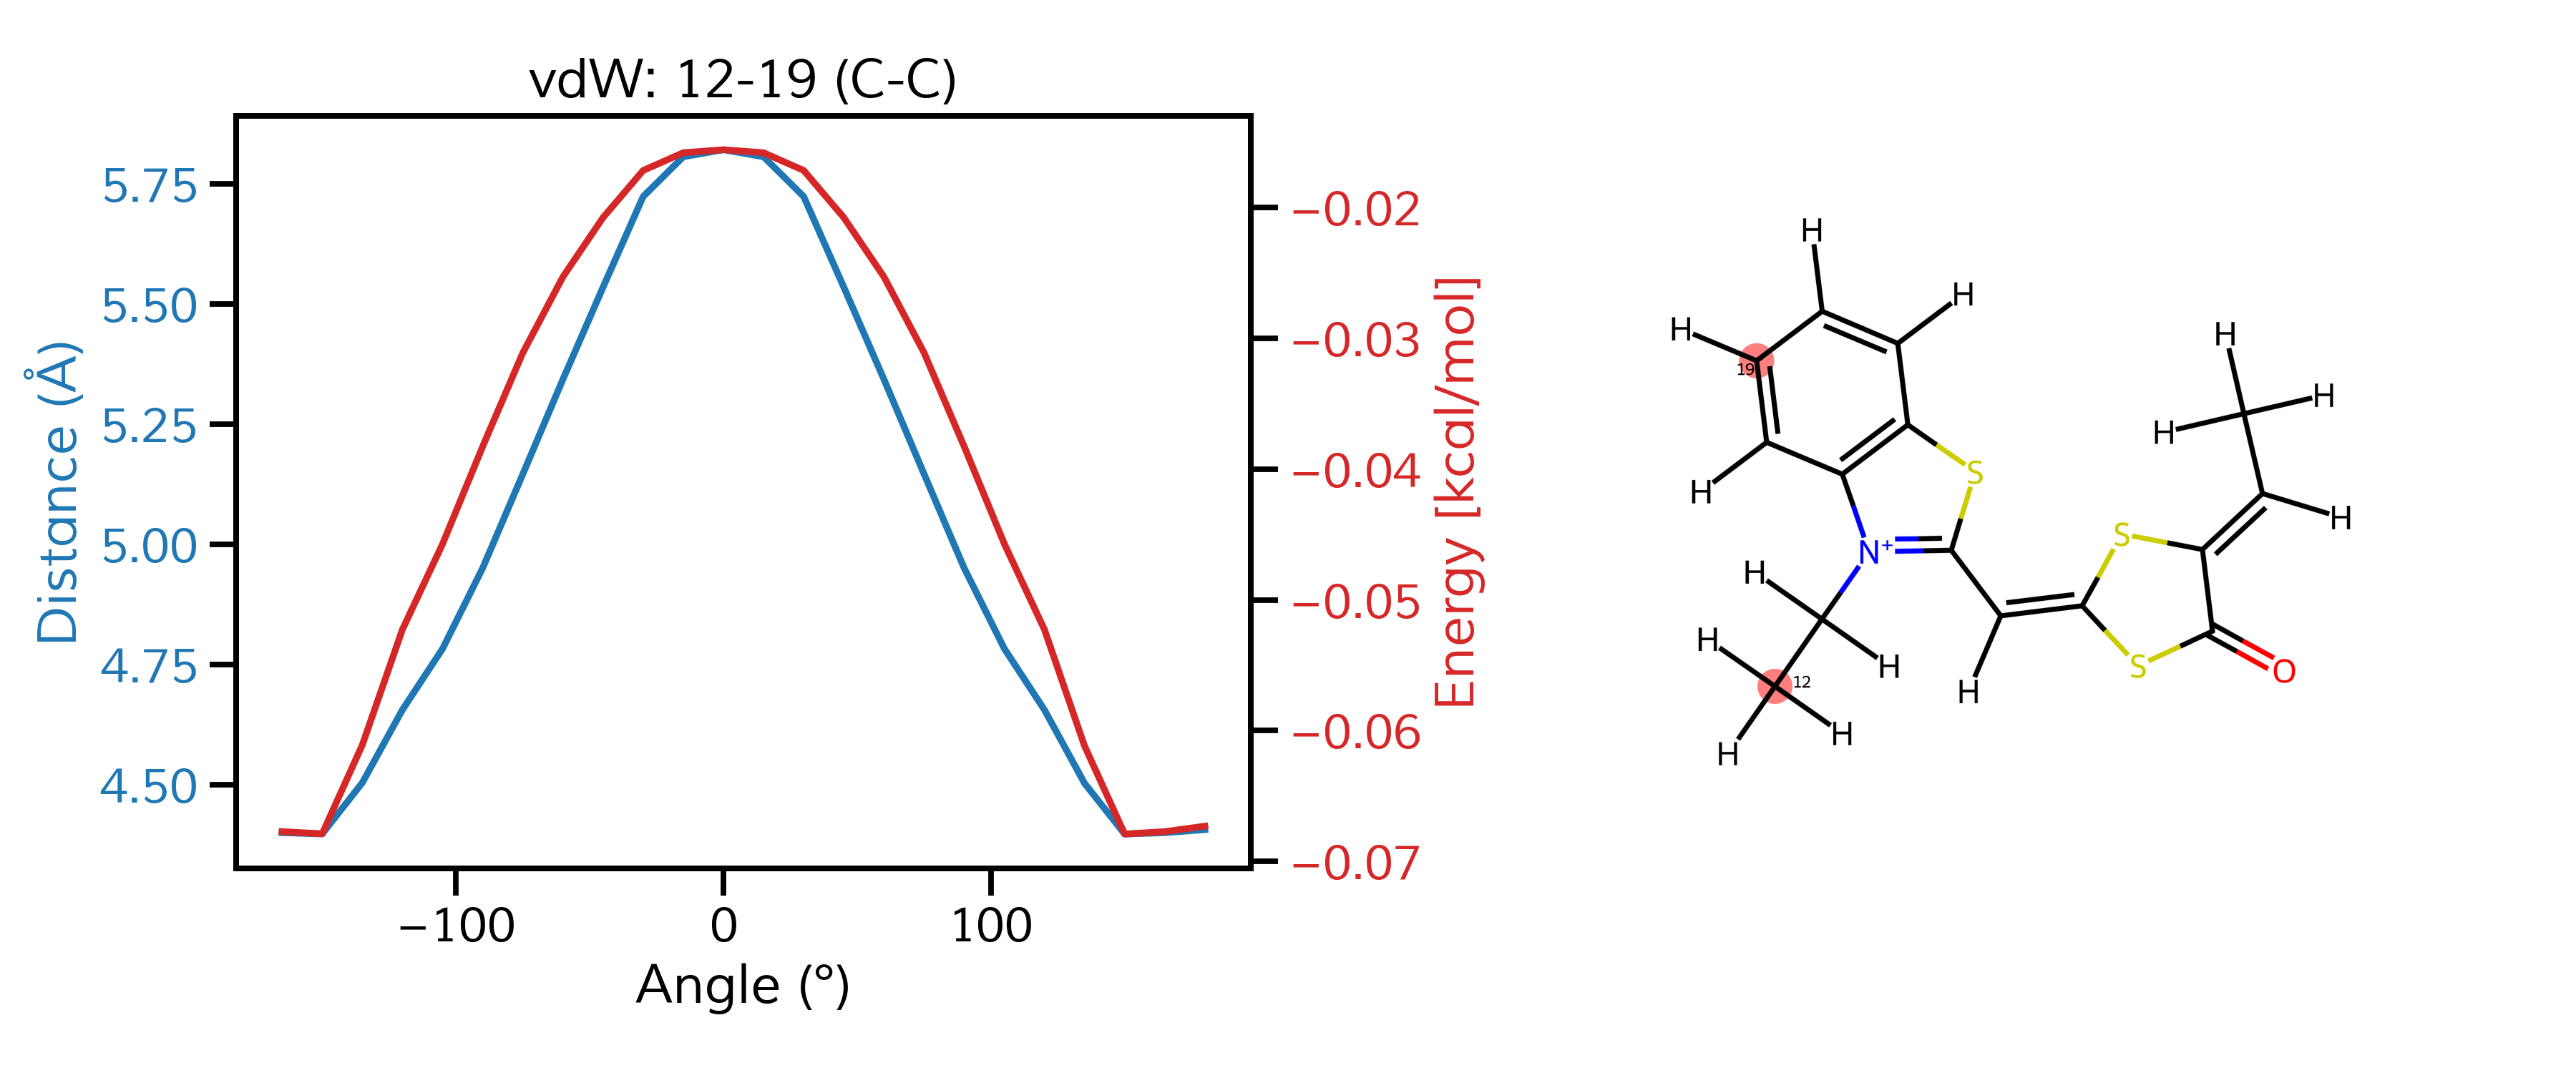 vdW: 12-19 (C-C)
Distance (Å)
5.75
5.50
5.25
5.00
4.75
4.50
−0.02
−0.03
−0.04
−0.05
−0.06
−0.07
Energy [kcal/mol]
−100 0 100
Angle (°)
H
H
H
H
H
H
19
H
H
S
H
H
S
N+
H
H
H
S
O
12
H
H
H